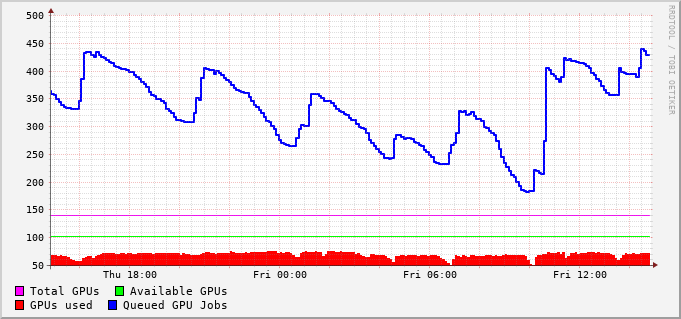 500
450
400
350
300
250
200
150
100
50
Thu 18:00 Fri 00:00 Fri 06:00 Fri 12:00
Total GPUs Available GPUs
GPUs used Queued GPU Jobs
RRDTOOL / TOBI OETIKER